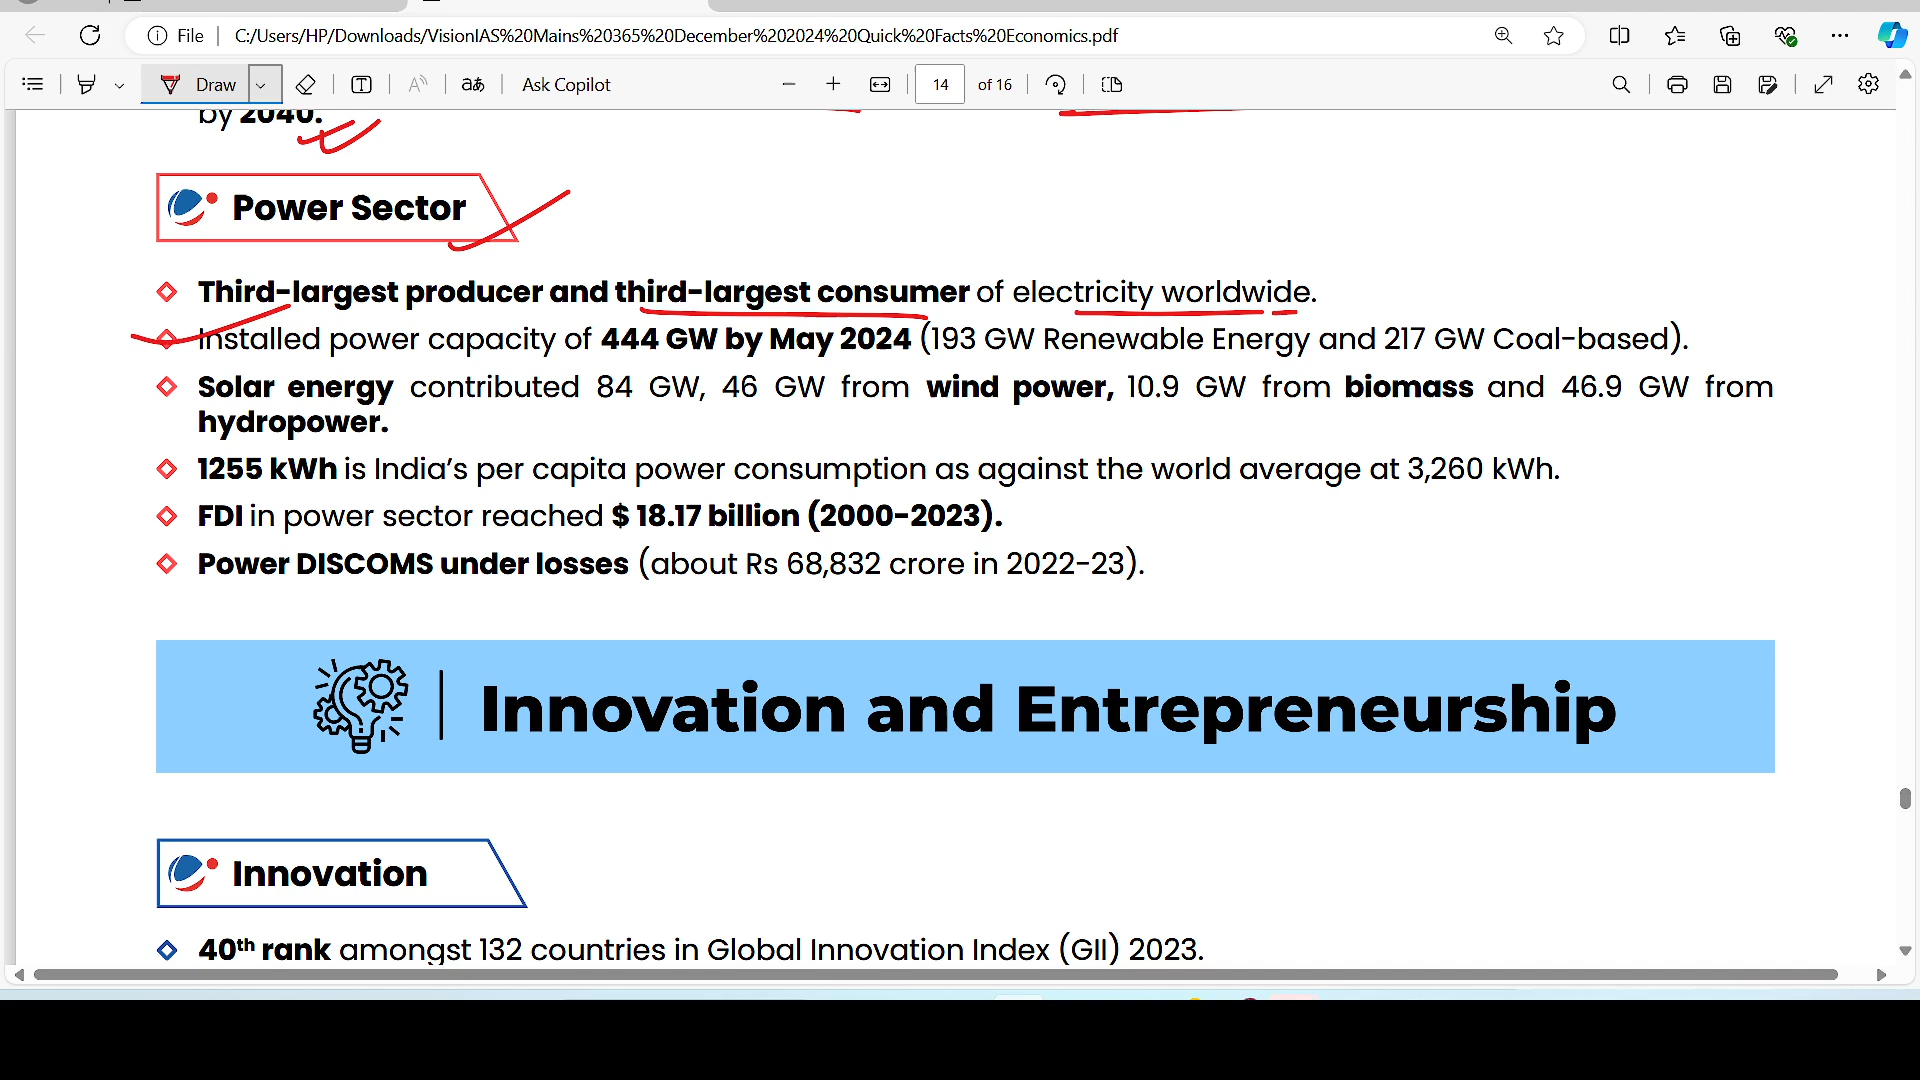 File
C:/Users/HP/Downloads/VisionIAS%20Mains%20365%20December%202024%20Quick%20Facts%20Economics.pdf
Draw
T
A
aあ
Ask Copilot
14
of 16
by 2040.
Power Sector
Third-largest producer and third-largest consumer of electricity worldwide.
Installed power capacity of 444 GW by May 2024 (193 GW Renewable Energy and 217 GW Coal-based).
Solar energy contributed 84 GW, 46 GW from wind power, 10.9 GW from biomass and 46.9 GW from
hydropower.
1255 kWh is India's per capita power consumption as against the world average at 3,260 kWh.
FDI in power sector reached $ 18.17 billion (2000-2023).
Power DISCOMS under losses (about Rs 68,832 crore in 2022-23).
Innovation and Entrepreneurship
Innovation
40th rank amongst 132 countries in Global Innovation Index (GII) 2023.